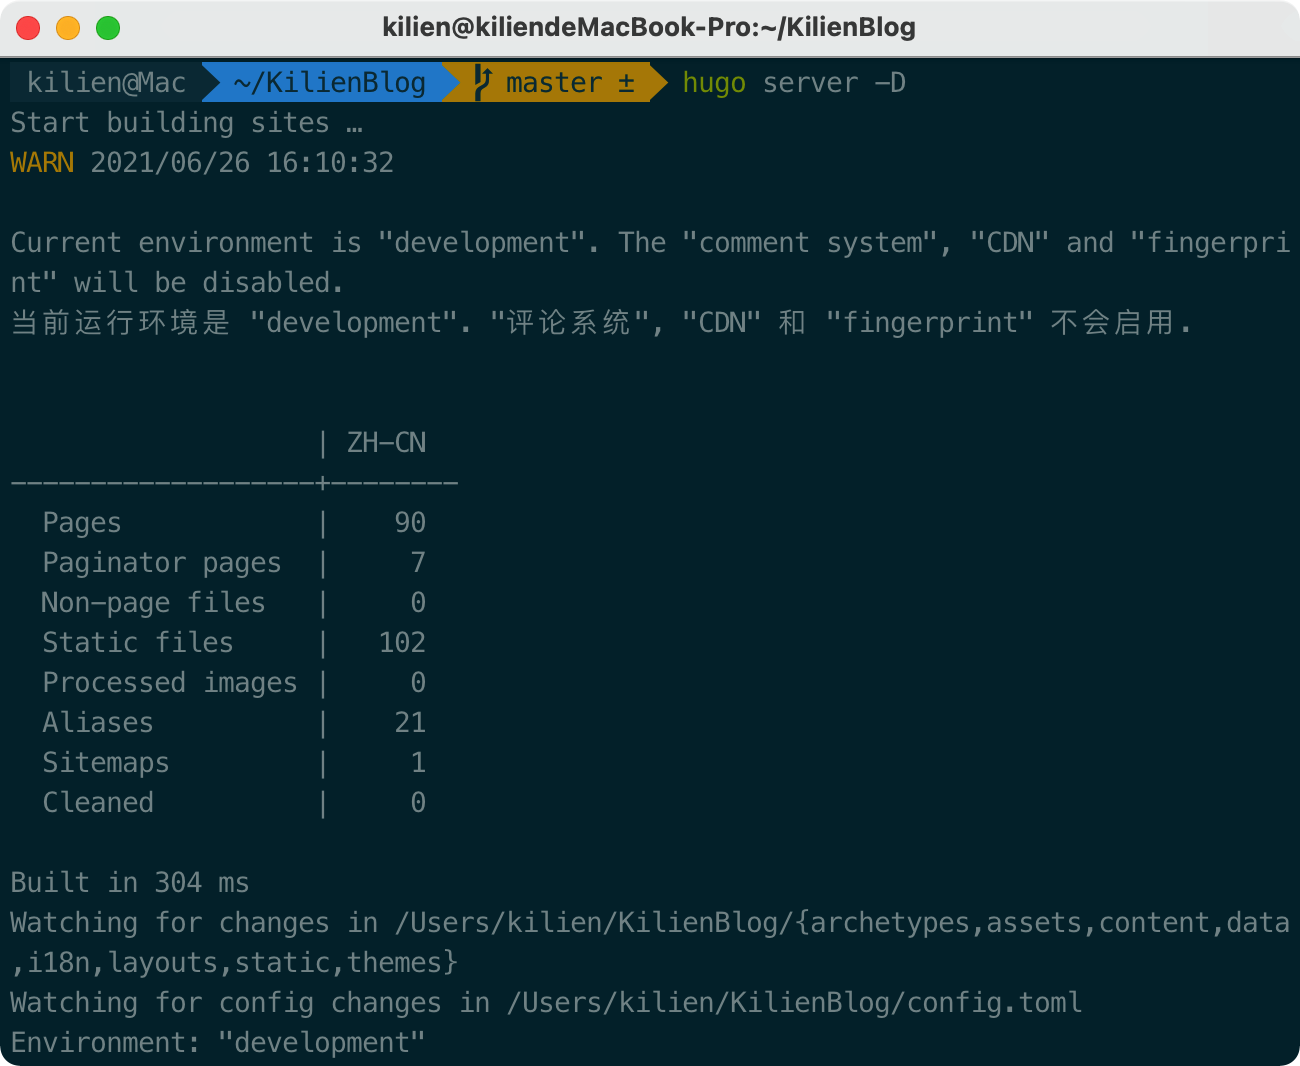 kilien@kiliendeMacBook-Pro:~/KilienBlog
kilien@Mac ~/KilienBlog master ± hugo server -D
Start building sites …
WARN 2021/06/26 16:10:32
Current environment is "development". The "comment system", "CDN" and "fingerpri
nt" will be disabled.
当前运行环境是 "development". "评论系统", "CDN" 和 "fingerprint" 不会启用.
| ZH-CN
-------------------+--------
Pages | 90
Paginator pages | 7
Non-page files | 0
Static files | 102
Processed images | 0
Aliases | 21
Sitemaps | 1
Cleaned | 0
Built in 304 ms
Watching for changes in /Users/kilien/KilienBlog/{archetypes,assets,content,data
,i18n,layouts,static,themes}
Watching for config changes in /Users/kilien/KilienBlog/config.toml
Environment: "development"